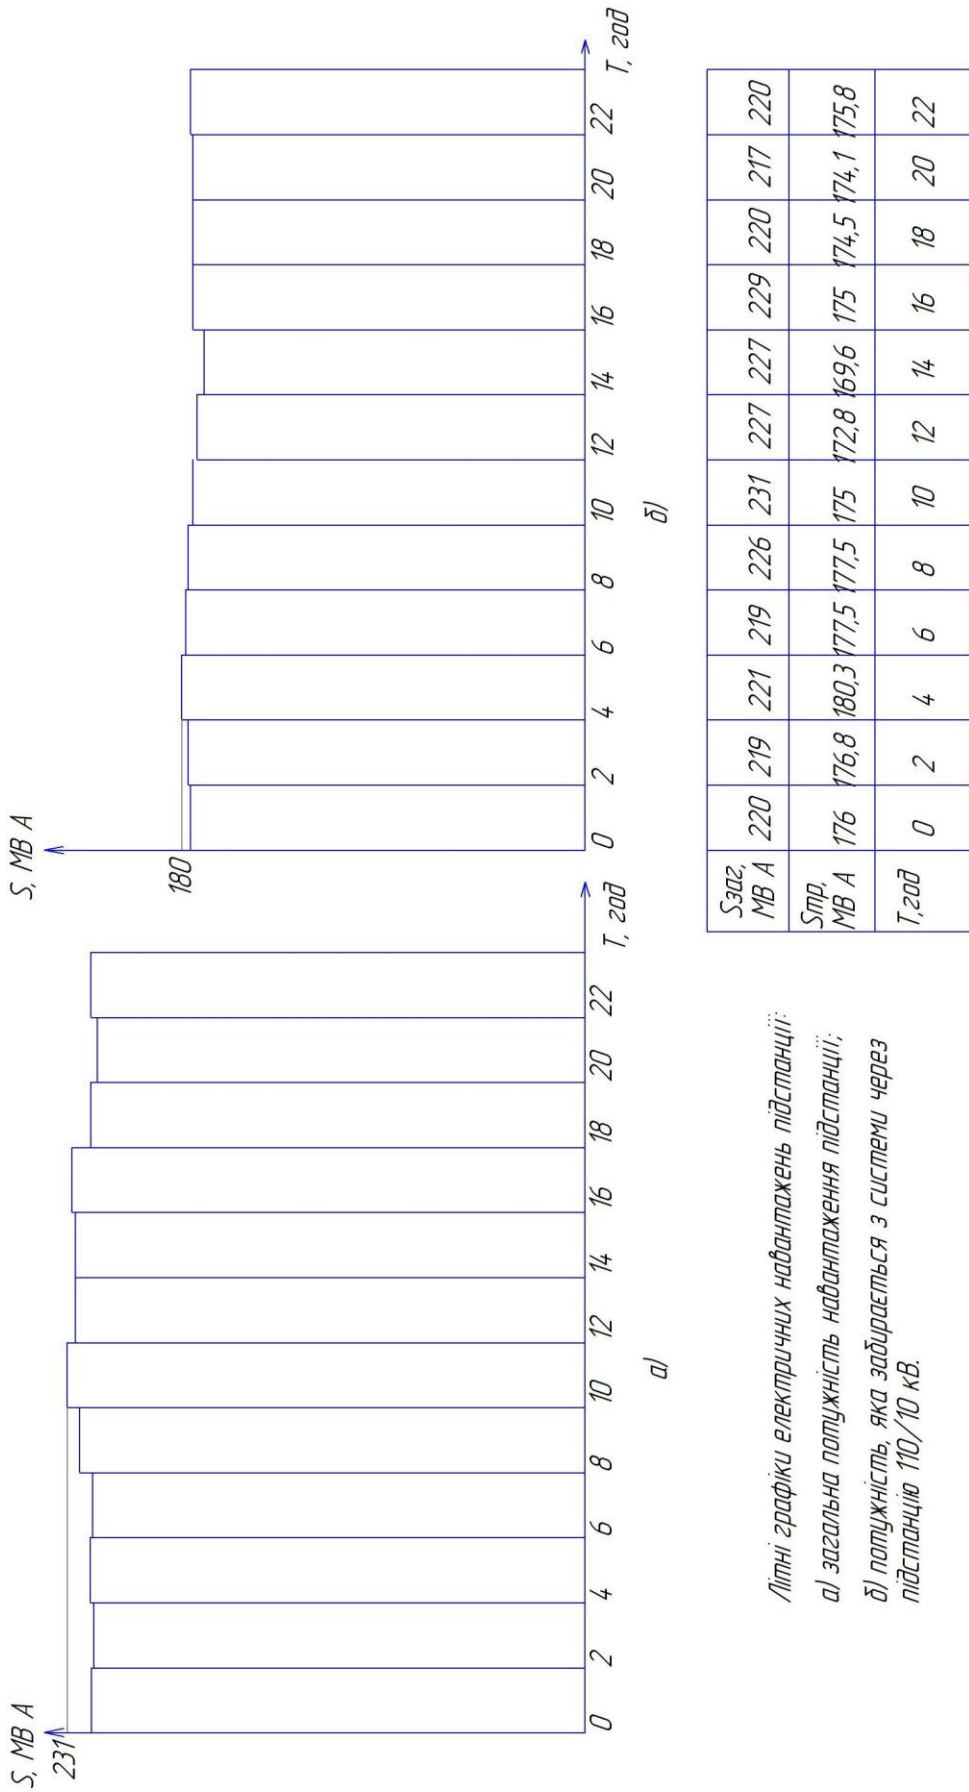 S, МВ А
231
0 2 4 6 8 10 12 14 16 18 20 22
Т, год
а)
S, МВ А
180
0 2 4 6 8 10 12 14 16 18 20 22
Т, год
б)
Літні графіки електричних навантажень підстанції:
а) загальна потужність навантаження підстанції;
б) потужність, яка забирається з системи через
підстанцію 110/10 кВ.
Sзаг,
МВ А
220 219 221 219 226 231 227 227 229 220 217 220
Sтр,
МВ А
176 176,8 180,3 177,5 177,5 175 172,8 169,6 175 174,5 174,1 175,8
Т,год
0 2 4 6 8 10 12 14 16 18 20 22